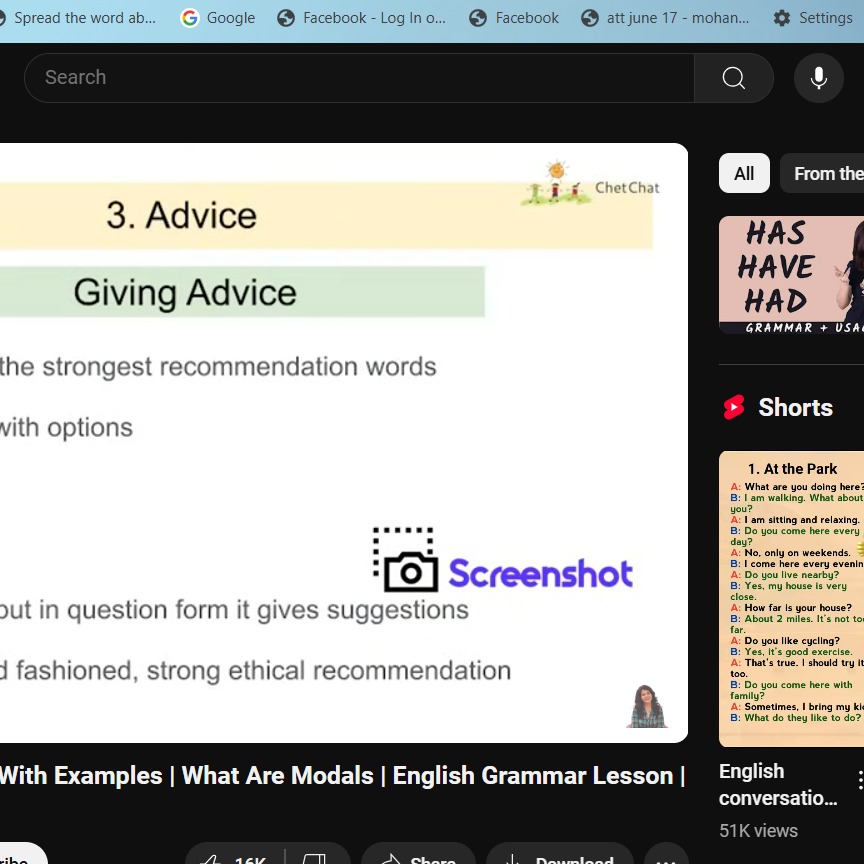 Spread the word ab...
Google
Facebook - Log In o...
Facebook
att june 17 - mohan...
Settings
Search
All
From the
ChetChat
3. Advice
Giving Advice
the strongest recommendation words
with options
Screenshot
but in question form it gives suggestions
fashioned, strong ethical recommendation
With Examples | What Are Modals | English Grammar Lesson |
16K
Share
Download
HAS
HAVE
HAD
GRAMMAR +
Shorts
1. At the Park
A: What are you doing here?
B: I am walking. What about
you?
A: I am sitting and relaxing.
B: Do you come here every
day?
A: No, only on weekends.
B: I come here every
A: Do you live nearby?
B: Yes, my house is very
close.
A: How far is your house?
B: About 2 miles. It's not
far.
A: Do you like cycling?
B: Yes, it's good exercise.
A: That's true. I should try it
too.
B: Do you come here with
family?
A: Sometimes, I bring my
B: What do they like to do?
English
conversatio...
51K views